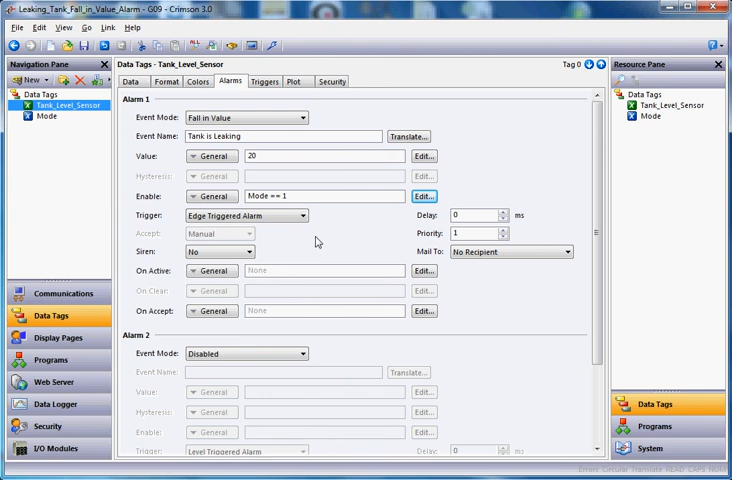 Leaking_Tank_Fall_in_Value_Alarm - G09 - Crimson 3.0
File Edit View Go Link Help
Navigation Pane
New
Data Tags
Tank_Level_Sensor
Mode
Communications
Data Tags
Display Pages
Programs
Web Server
Data Logger
Security
I/O Modules
Data Tags - Tank_Level_Sensor
Tag 0
Data Format Colors Alarms Triggers Plot Security
Alarm 1
Event Mode: Fall in Value
Event Name: Tank is Leaking Translate...
Value: General 20 Edit...
Hysteresis: General Edit...
Enable: General Mode == 1 Edit...
Trigger: Edge Triggered Alarm Delay: 0 ms
Accept: Manual Priority: 1
Siren: No Mail To: No Recipient
On Active: General None Edit...
On Clear: General Edit...
On Accept: General None Edit...
Alarm 2
Event Mode: Disabled
Event Name: Translate...
Value: General Edit...
Hysteresis: General Edit...
Enable: General Edit...
Trigger: Level Triggered Alarm Delay: 0 ms
Resource Pane
Data Tags
Tank_Level_Sensor
Mode
Data Tags
Programs
System
Errors Circular Translate READ CAPS NUM